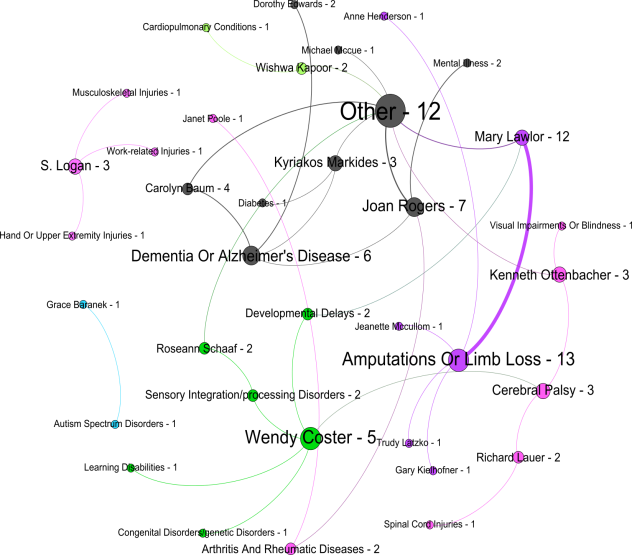 Dorothy Edwards - 2
Anne Henderson - 1
Cardiopulmonary Conditions - 1
Michael Mccue - 1
Wishwa Kapoor - 2
Mental Illness - 2
Musculoskeletal Injuries - 1
Other - 12
Janet Poole - 1
Mary Lawlor - 12
Work-related Injuries - 1
S. Logan - 3
Kyriakos Markides - 3
Carolyn Baum - 4
Diabetes - 1
Joan Rogers - 7
Visual Impairments Or Blindness - 1
Hand Or Upper Extremity Injuries - 1
Dementia Or Alzheimer's Disease - 6
Kenneth Ottenbacher - 3
Grace Baranek - 1
Developmental Delays - 2
Jeanette Mccullom - 1
Roseann Schaaf - 2
Amputations Or Limb Loss - 13
Sensory Integration/processing Disorders - 2
Cerebral Palsy - 3
Autism Spectrum Disorders - 1
Wendy Coster - 5
Trudy Latzko - 1
Richard Lauer - 2
Learning Disabilities - 1
Gary Kielhofner - 1
Spinal Cord Injuries - 1
Congenital Disorders/genetic Disorders - 1
Arthritis And Rheumatic Diseases - 2